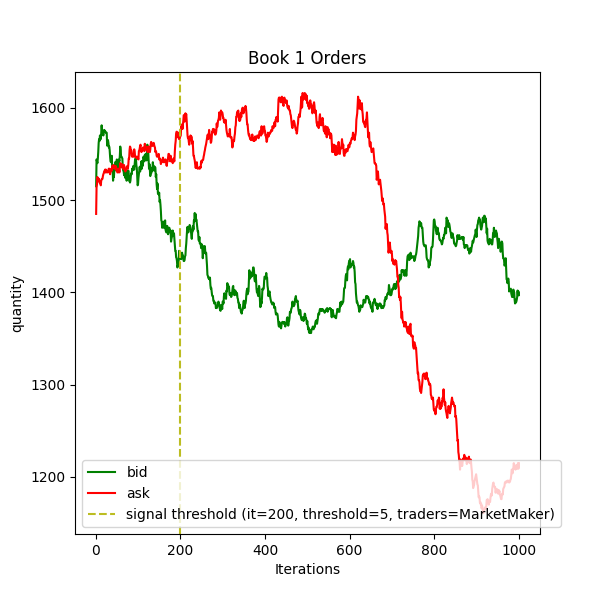 Book 1 Orders
quantity
1600
1500
1400
1300
1200
bid
ask
signal threshold (it=200, threshold=5, traders=MarketMaker)
0 200 400 600 800 1000
Iterations